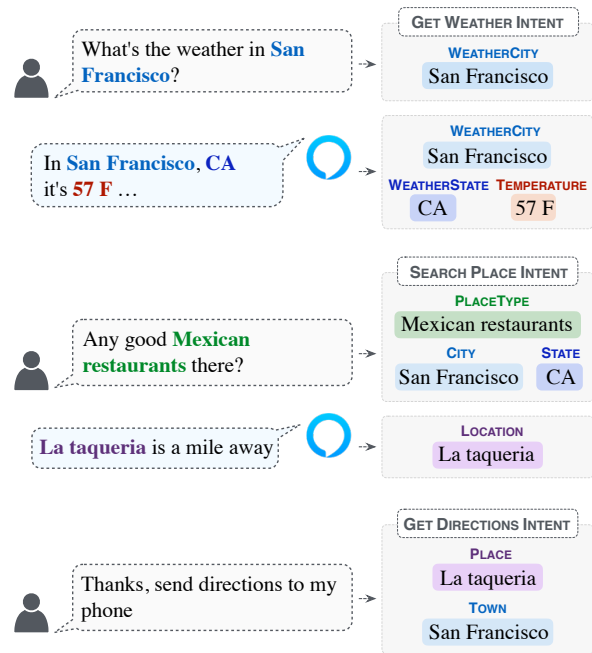 GET WEATHER INTENT
What's the weather in San
Francisco?
WEATHERCITY
San Francisco
In San Francisco, CA
it's 57 F ...
WEATHERCITY
San Francisco
WEATHERSTATE TEMPERATURE
CA 57 F
SEARCH PLACE INTENT
Any good Mexican
restaurants there?
PLACETYPE
Mexican restaurants
CITY STATE
San Francisco CA
La taqueria is a mile away
LOCATION
La taqueria
GET DIRECTIONS INTENT
Thanks, send directions to my
phone
PLACE
La taqueria
TOWN
San Francisco